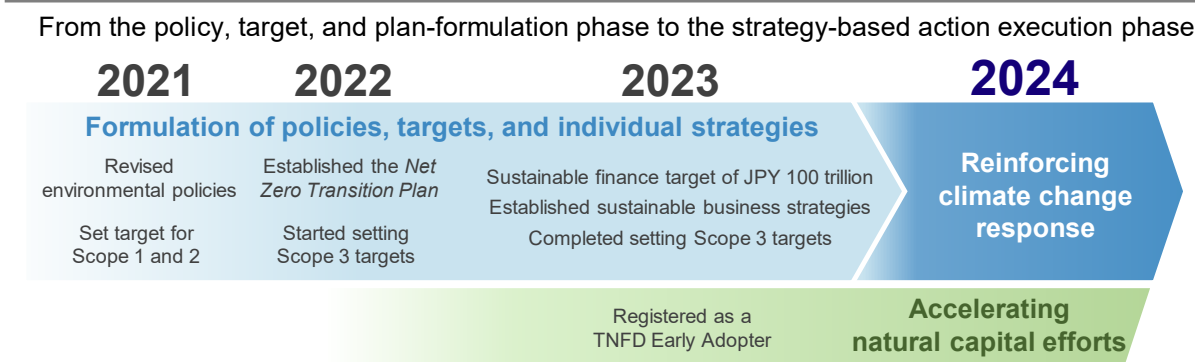 From the policy, target, and plan-formulation phase to the strategy-based action execution phase
2021
2022
2023
2024
Formulation of policies, targets, and individual strategies
Revised
environmental policies
Set target for
Scope 1 and 2
Established the Net
Zero Transition Plan
Started setting
Scope 3 targets
Sustainable finance target of JPY 100 trillion
Established sustainable business strategies
Completed setting Scope 3 targets
Reinforcing
climate change
response
Registered as a
TNFD Early Adopter
Accelerating
natural capital efforts